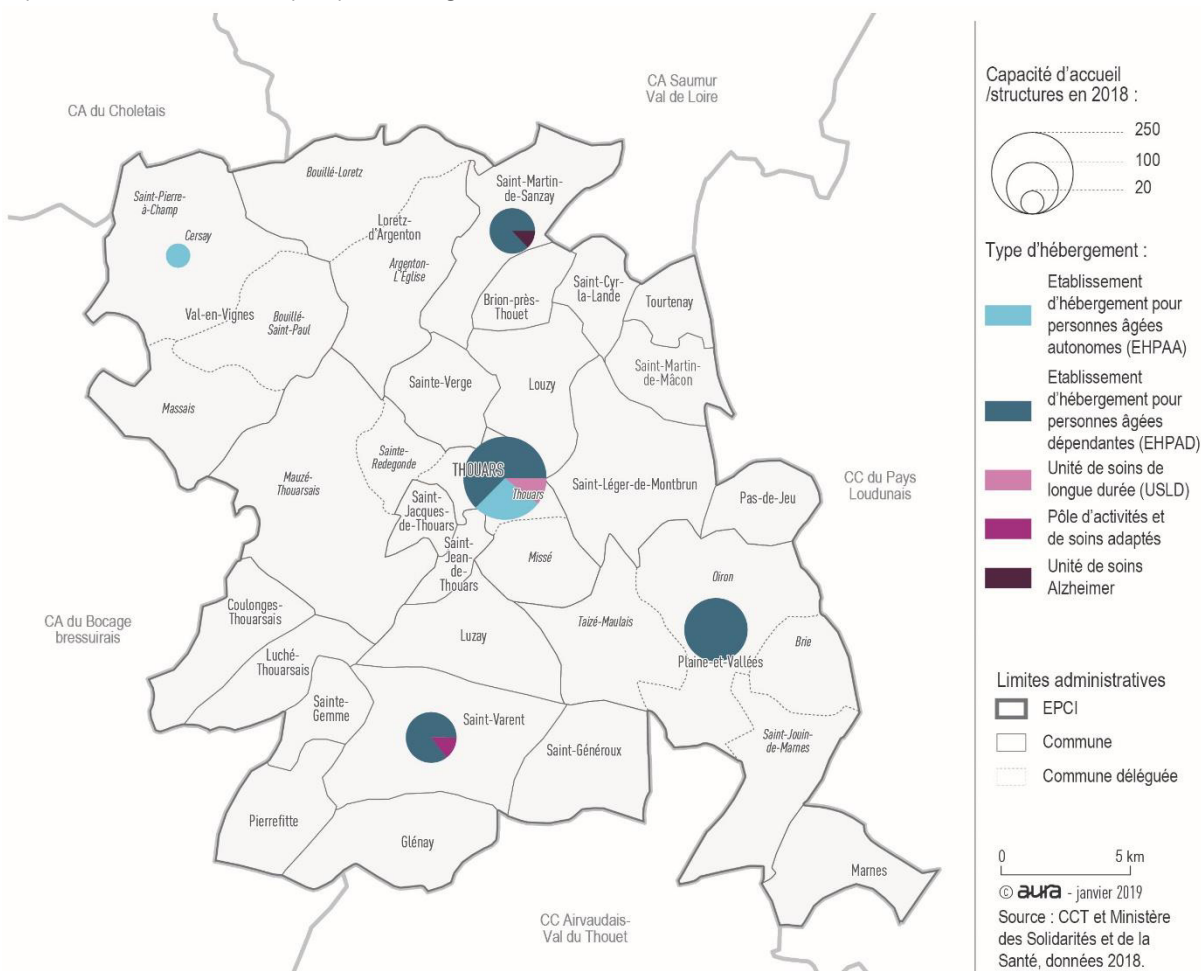 CA Saumur
Val de Loire
CA du Choletais
Bouillé-Loretz
Saint-Martin-
de-Sanzay
Saint-Pierre-
à-Champ
Cersay
Loretz-
d'Argenton
Argenton-
L'Église
Saint-Cyr-
la-Lande
Brion-près-
Thouet
Tourtenay
Val-en-Vignes
Bouillé-
Saint-Paul
Saint-Martin-
de-Mâcon
Sainte-Verge
Louzy
Massais
Sainte-
Redegonde
THOUARS
Thouars
Mauzé-
Thouarsais
Saint-Léger-de-Montbrun
Pas-de-Jeu
CC du Pays
Loudunais
Saint-
Jacques-
de-Thouars
Saint-
Jean-
de-
Thouars
Missé
Oiron
Coulonges-
Thouarsais
CA du Bocage
bressuirais
Taizé-Maulais
Luzay
Brie
Plaine-et-Valléés
Luché-
Thouarsais
Sainte-
Gemme
Saint-Varent
Saint-Généroux
Saint-Jouin-
de-Marnes
Pierrefitte
Glénay
Marnes
CC Airvaudais-
Val du Thouet
Capacité d'accueil
/structures en 2018 :
250
100
20
Type d'hébergement :
Etablissement
d'hébergement pour
personnes âgées
autonomes (EHPAA)
Etablissement
d'hébergement pour
personnes âgées
dépendantes (EHPAD)
Unité de soins de
longue durée (USLD)
Pôle d'activités et
de soins adaptés
Unité de soins
Alzheimer
Limites administratives
EPCI
Commune
Commune déléguée
0 5 km
© aura - janvier 2019
Source : CCT et Ministère
des Solidarités et de la
Santé, données 2018.